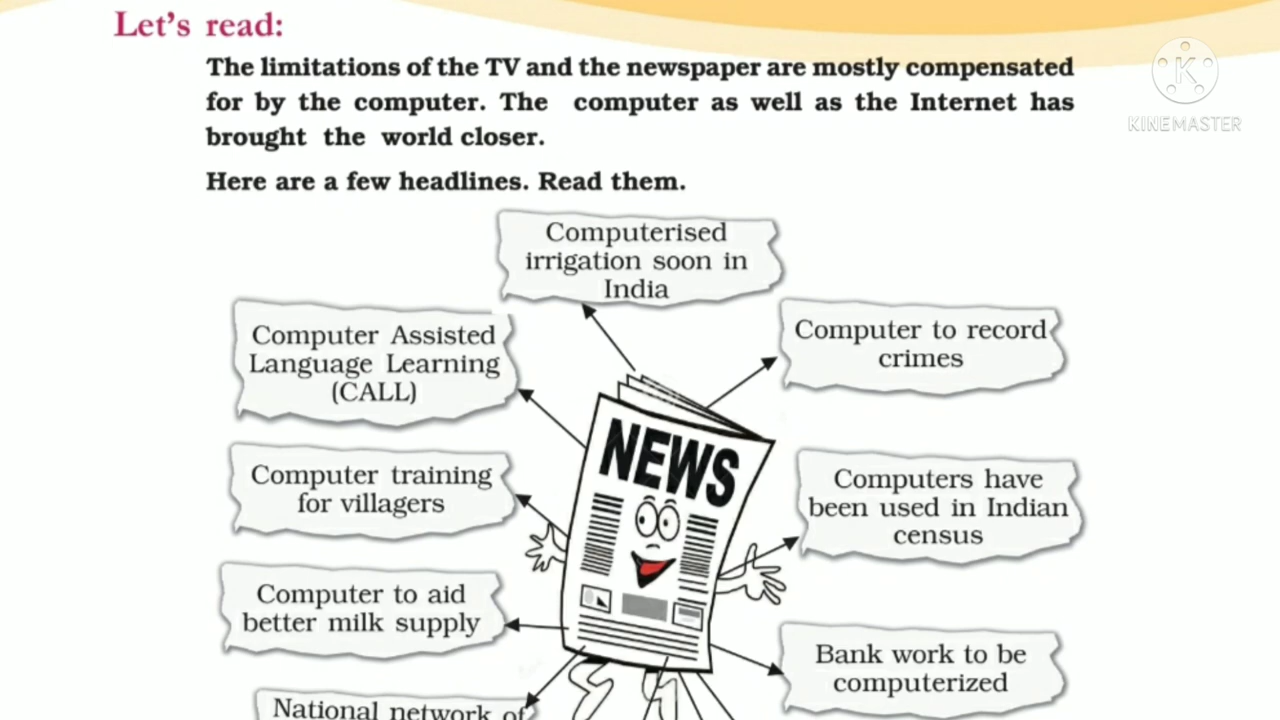 Let's read:
The limitations of the TV and the newspaper are mostly compensated
for by the computer. The computer as well as the Internet has
brought the world closer.
Here are a few headlines. Read them.
K
KINEMASTER
Computerised
irrigation soon in
India
Computer Assisted
Language Learning
(CALL)
Computer to record
crimes
NEWS
Computer training
for villagers
Computers have
been used in Indian
census
Computer to aid
better milk supply
Bank work to be
computerized
National network of